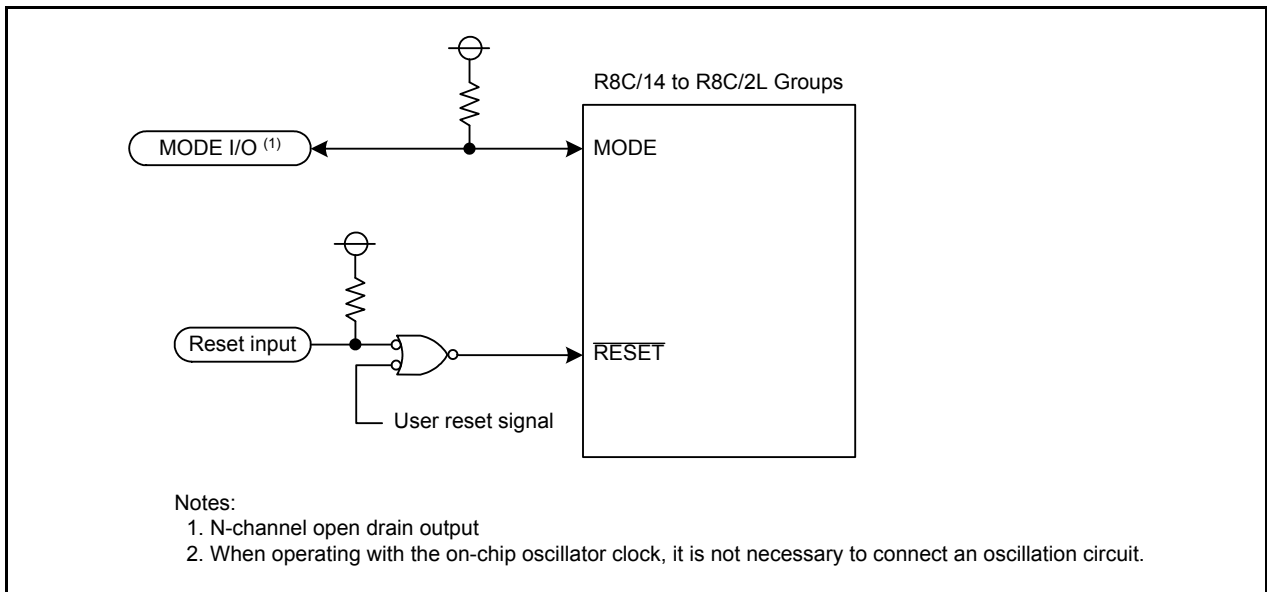 R8C/14 to R8C/2L Groups
MODE I/O (1)
MODE
Reset input
RESET
User reset signal
Notes:
1. N-channel open drain output
2. When operating with the on-chip oscillator clock, it is not necessary to connect an oscillation circuit.